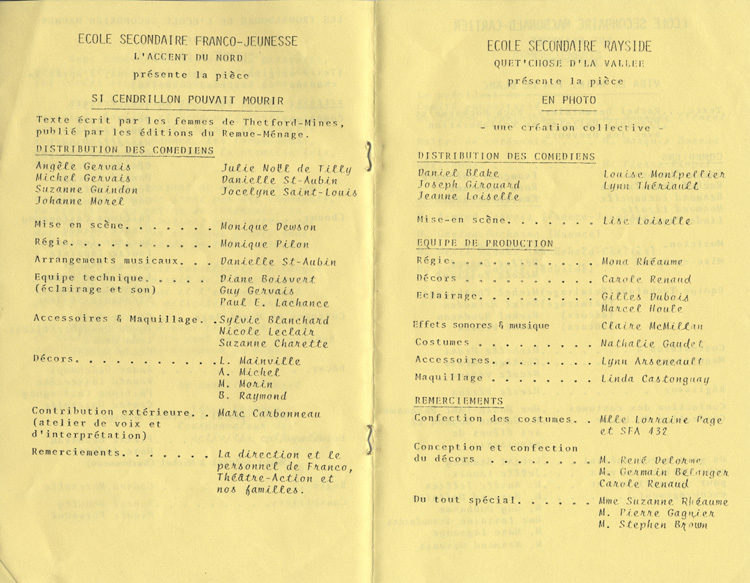 ECOLE SECONDAIRE FRANCO-JEUNESSE
L'ACCENT DU NORD
présente la pièce
SI CENDRILLON POUVAIT MOURIR
Texte écrit par les femmes de Thetford-Mines,
publié par les éditions du Remue-Ménage.
DISTRIBUTION DES COMEDIENS
Angèle Gervais Julie Noël de Tilly
Michel Gervais Danielle St-Aubin
Suzanne Guindon Jocelyne Saint-Louis
Johanne Morel
Mise en scène. . . . . . . Monique Dewson
Régie. . . . . . . . . . . Monique Pilon
Arrangements musicaux. . . Danielle St-Aubin
Equipe technique. . . . . Diane Boisvert
(éclairage et son) Guy Gervais
Paul E. Lachance
Accessoires & Maquillage. . Sylvie Blanchard
Nicole Leclair
Suzanne Charette
Décors. . . . . . . . . . . L. Mainville
A. Michel
M. Morin
B. Raymond
Contribution extérieure. . Marc Carbonneau
(atelier de voix et
d'interprétation)
Remerciements. . . . . . . La direction et le
personnel de Franco,
Théâtre-Action et
nos familles.
ECOLE SECONDAIRE RAYSIDE
QUET'CHOSE D'LA VALLEE
présente la pièce
EN PHOTO
- une création collective -
DISTRIBUTION DES COMEDIENS
Daniel Blake Louise Montpellier
Joseph Girouard Lynn Thériault
Jeanne Loiselle
Mise-en scène. . . . . . . Lise Loiselle
EQUIPE DE PRODUCTION
Régie. . . . . . . . . . . Mona Rhéaume
Décors . . . . . . . . . . Carole Renaud
Eclairage. . . . . . . . . Gilles Dubois
Marcel Houle
Effets sonores & musique Claire McMillan
Costumes . . . . . . . . . Nathalie Gaudet
Accessoires. . . . . . . . Lynn Arseneault
Maquillage . . . . . . . . Linda Castonguay
REMERCIEMENTS
Confection des costumes. . Mlle Lorraine Page
et SFA 432
Conception et confection
du décors . . . . . . . . M. René Delorme
M. Germain Bélanger
Carole Renaud
Du tout spécial. . . . . . Mme Suzanne Rhéaume
M. Pierre Gagnier
M. Stephen Brown